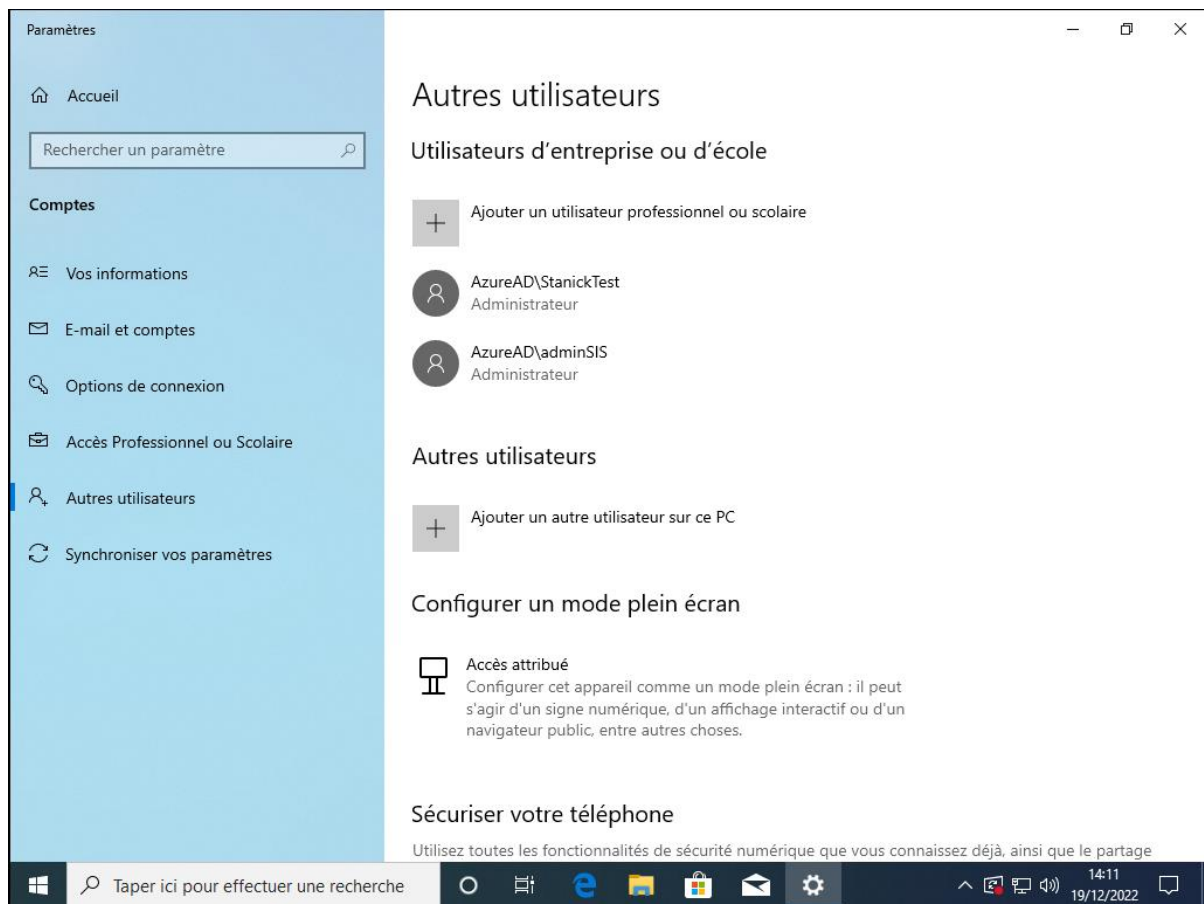 Paramètres
Accueil
Rechercher un paramètre
Comptes
Vos informations
E-mail et comptes
Options de connexion
Accès Professionnel ou Scolaire
Autres utilisateurs
Synchroniser vos paramètres
Autres utilisateurs
Utilisateurs d'entreprise ou d'école
Ajouter un utilisateur professionnel ou scolaire
AzureAD\StanickTest
Administrateur
AzureAD\adminSIS
Administrateur
Autres utilisateurs
Ajouter un autre utilisateur sur ce PC
Configurer un mode plein écran
Accès attribué
Configurer cet appareil comme un mode plein écran : il peut
s'agir d'un signe numérique, d'un affichage interactif ou d'un
navigateur public, entre autres choses.
Sécuriser votre téléphone
Utilisez toutes les fonctionnalités de sécurité numérique que vous connaissez déjà, ainsi que le partage
Taper ici pour effectuer une recherche
14:11
19/12/2022